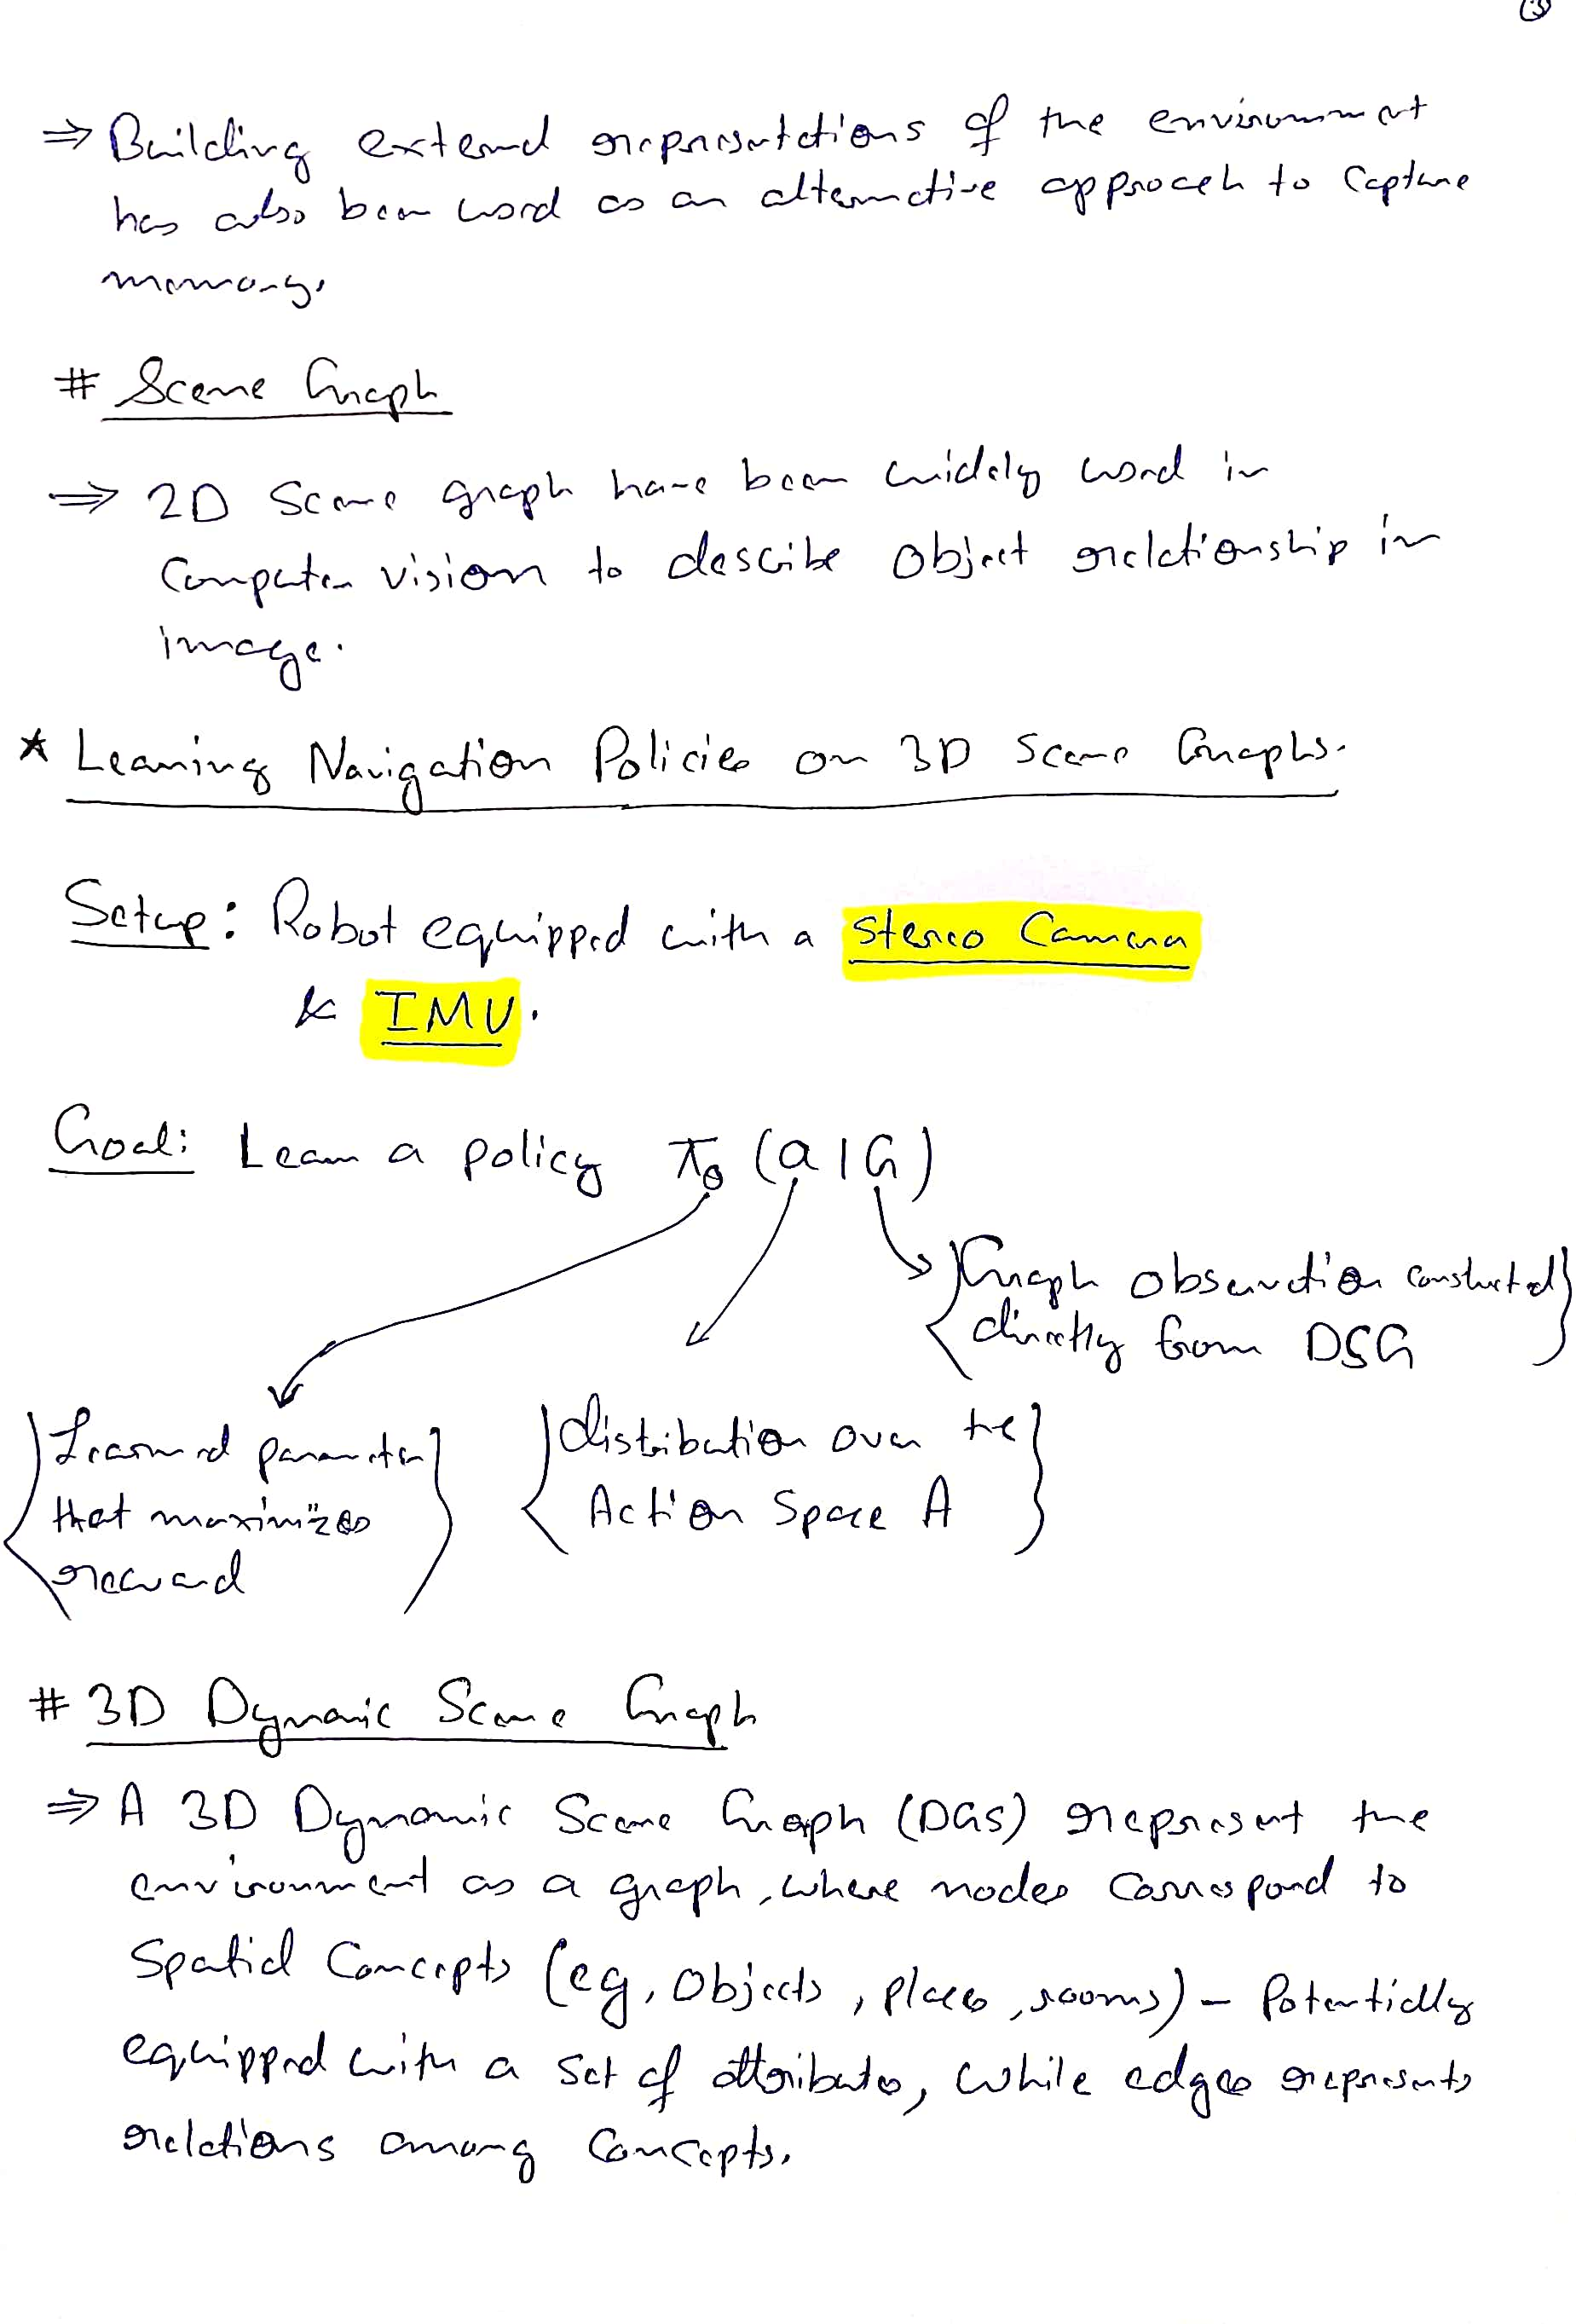 ⇒ Building external representations of the environment
has also been used as an alternative approach to capture
memory.
# Scene Graph
⇒ 2D Scene graph have been widely used in
Computer vision to describe object relationship in
image.
* Learning Navigation Policies on 3D Scene Graphs.
Setup: Robot equipped with a Stereo Camera
& IMU.
Goal: Learn a policy πθ (a|G)
Graph observation constructed
directly from DSG
Learned parameter
that maximizes
reward
distribution over the
Action Space A
# 3D Dynamic Scene Graph
⇒ A 3D Dynamic Scene Graph (DGS) represent the
environment as a graph, where nodes correspond to
Spatial Concepts (eg, Objects, places, rooms) - Potentially
equipped with a set of attributes, while edges represents
relations among Concepts.